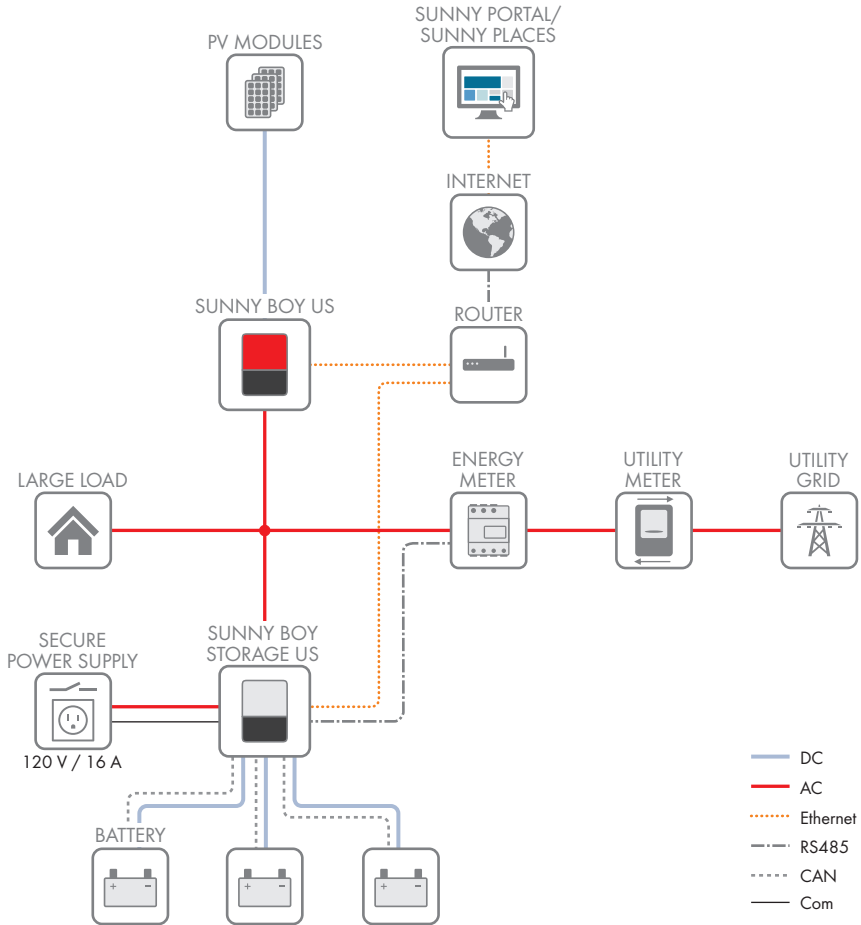 SUNNY PORTAL/
SUNNY PLACES
PV MODULES
INTERNET
SUNNY BOY US
ROUTER
LARGE LOAD
ENERGY
METER
UTILITY
METER
UTILITY
GRID
SECURE
POWER SUPPLY
120 V / 16 A
SUNNY BOY
STORAGE US
BATTERY
+ −
+ −
+ −
DC
AC
Ethernet
RS485
CAN
Com